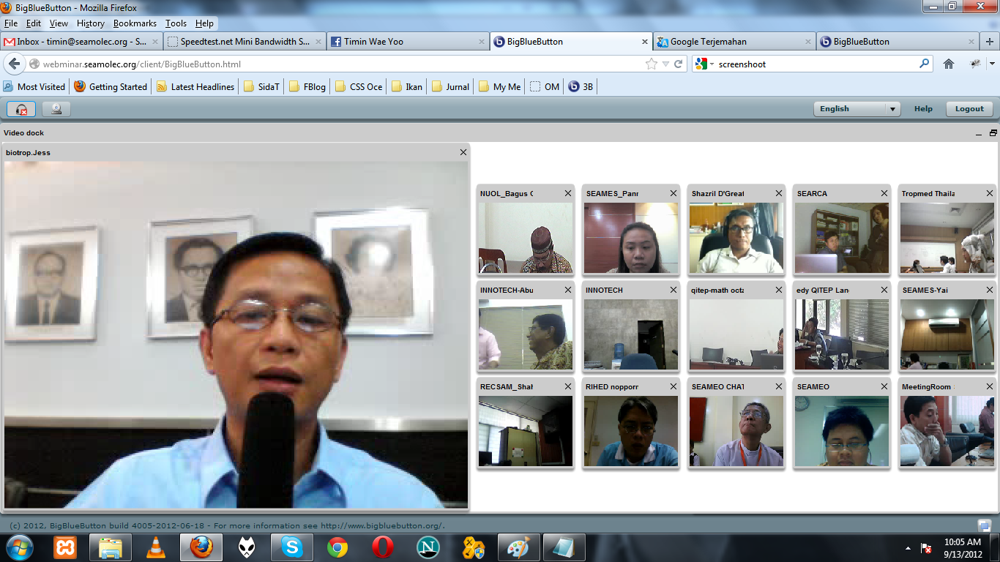 BigBlueButton - Mozilla Firefox
File Edit View History Bookmarks Tools Help
Inbox - timin@seamolec.org - S... Speedtest.net Mini Bandwidth S... Timin Wae Yoo BigBlueButton Google Terjemahan BigBlueButton
webminar.seamolec.org/client/BigBlueButton.html screenshoot
Most Visited Getting Started Latest Headlines SidaT FBlog CSS Oce Ikan Jurnal My Me OM 3B
English Help Logout
Video dock
biotrop.Jess
NUOL_Bagus SEAMES_Pann Shazril D'Great SEARCA Tropmed Thaila
INNOTECH-Abu INNOTECH qitep-math octa edy QITEP Lan SEAMES-Yai
RECSAM_Shah RIHED nopporn SEAMEO CHAT SEAMEO MeetingRoom
(c) 2012, BigBlueButton build 4005-2012-06-18 - For more information see http://www.bigbluebutton.org/.
10:05 AM
9/13/2012